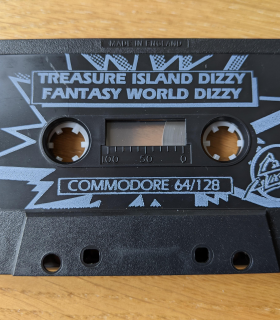 MADE IN ENGLAND
TREASURE ISLAND DIZZY
FANTASY WORLD DIZZY
100 50 0
COMMODORE 64/128